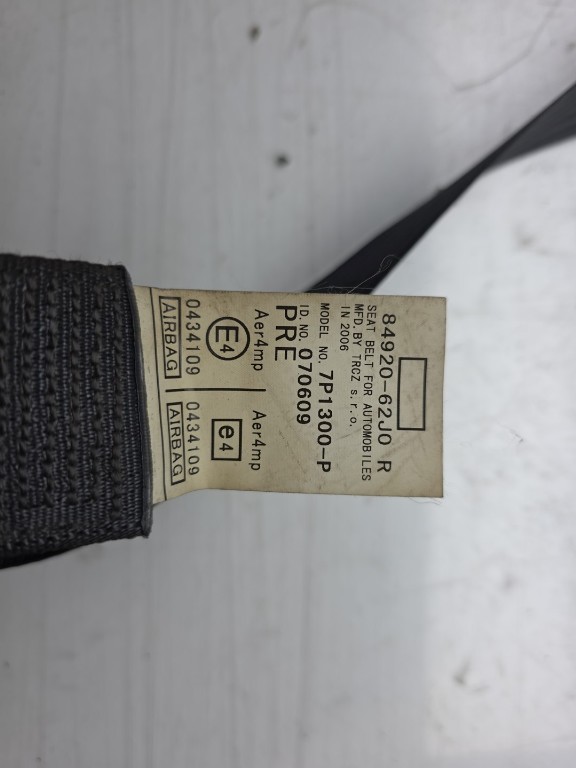 84920-62J0 R
SEAT BELT FOR AUTOMOBILES
MFD.BY TRCZ s.r.o.
IN 2006
MODEL NO. 7P1300-P
ID.NO. 070609
PRE
Aer4mp Aer4mp
E4 e4
0434109 0434109
AIRBAG AIRBAG